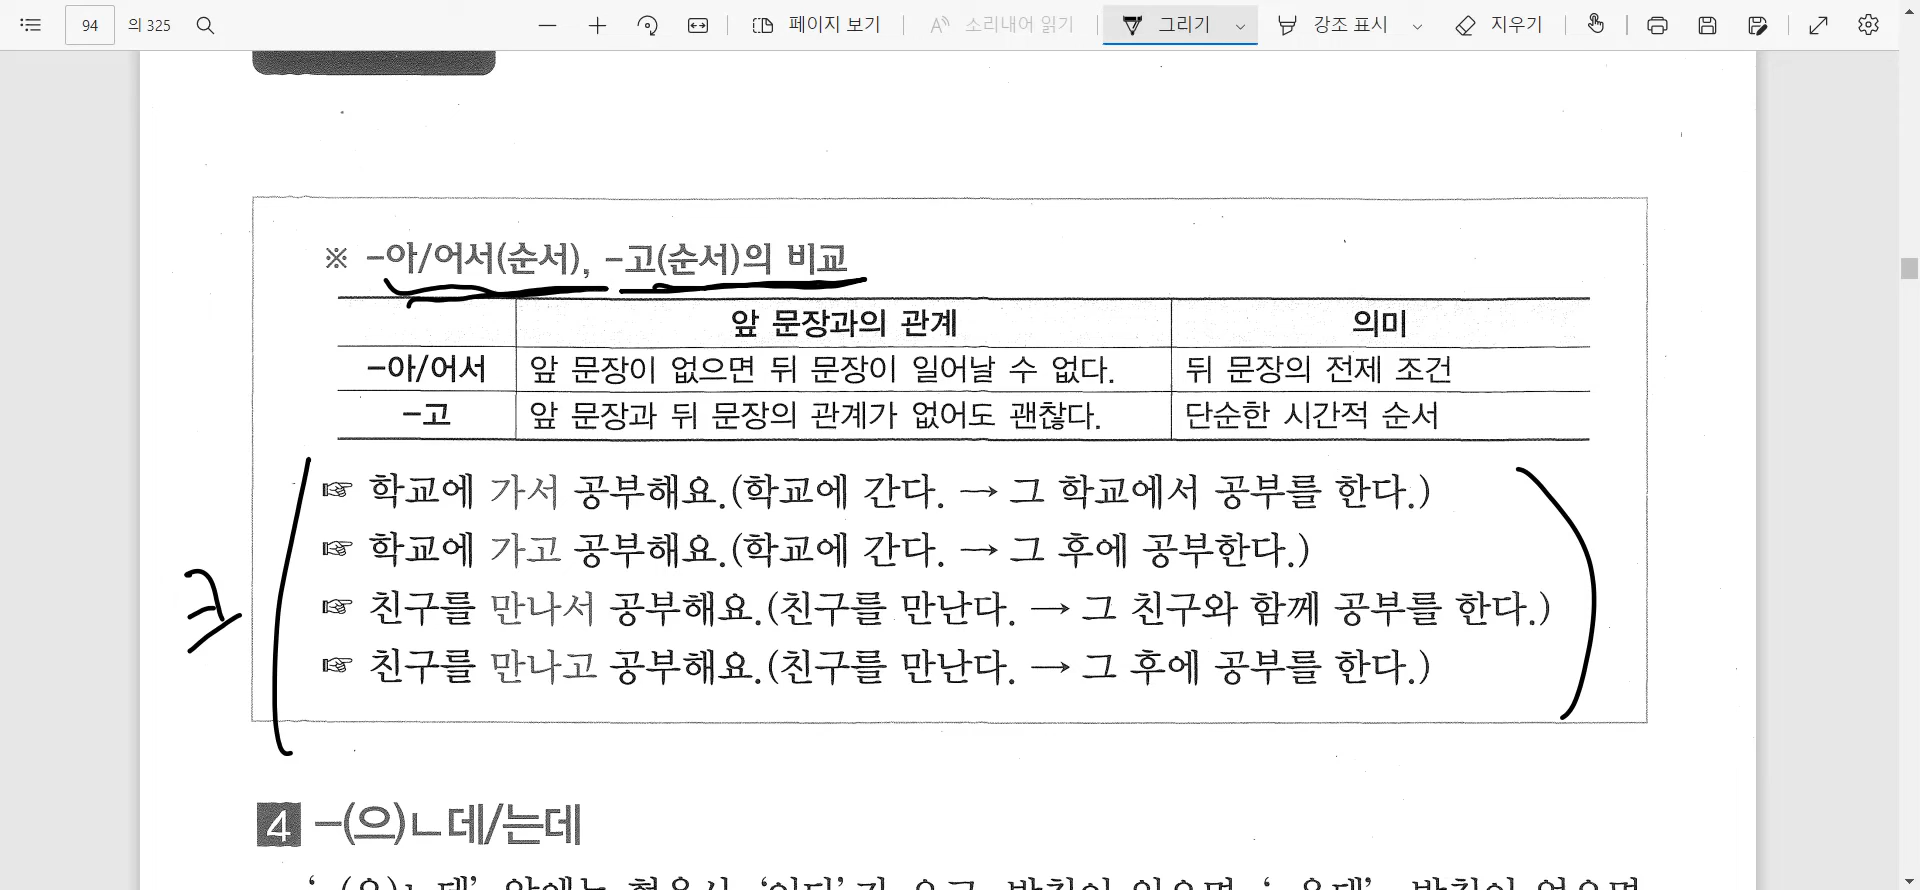 94 의 325 페이지 보기 소리내어 읽기 그리기 강조 표시 지우기
※ -아/어서(순서), -고(순서)의 비교
앞 문장과의 관계 의미
-아/어서 앞 문장이 없으면 뒤 문장이 일어날 수 없다. 뒤 문장의 전제 조건
-고 앞 문장과 뒤 문장의 관계가 없어도 괜찮다. 단순한 시간적 순서
☞ 학교에 가서 공부해요.(학교에 간다. → 그 학교에서 공부를 한다.)
☞ 학교에 가고 공부해요.(학교에 간다. → 그 후에 공부한다.)
☞ 친구를 만나서 공부해요.(친구를 만난다. → 그 친구와 함께 공부를 한다.)
☞ 친구를 만나고 공부해요.(친구를 만난다. → 그 후에 공부를 한다.)
4 -(으)ㄴ데/는데